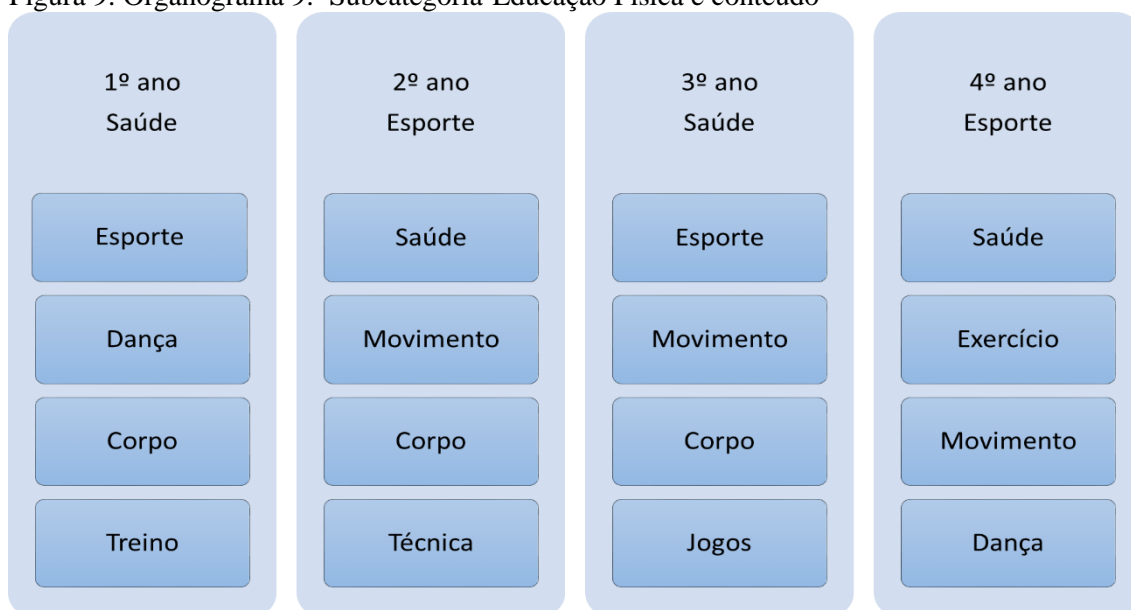 Figura 9: Organograma 9: Subcategoria Educação Física e conteúdo
1º ano
Saúde
Esporte
Dança
Corpo
Treino
2º ano
Esporte
Saúde
Movimento
Corpo
Técnica
3º ano
Saúde
Esporte
Movimento
Corpo
Jogos
4º ano
Esporte
Saúde
Exercício
Movimento
Dança